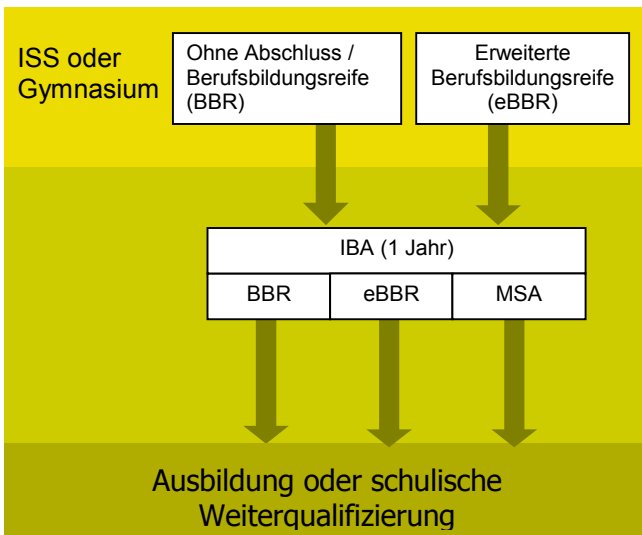 ISS oder
Gymnasium
Ohne Abschluss /
Berufsbildungsreife
(BBR)
Erweiterte
Berufsbildungsreife
(eBBR)
IBA (1 Jahr)
BBR
eBBR
MSA
Ausbildung oder schulische
Weiterqualifizierung